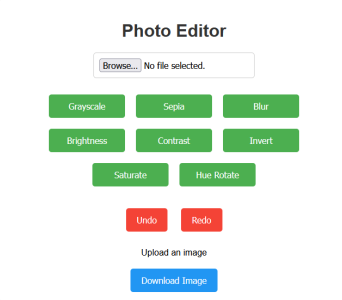 Photo Editor
Browse... No file selected.
Grayscale Sepia Blur
Brightness Contrast Invert
Saturate Hue Rotate
Undo Redo
Upload an image
Download Image